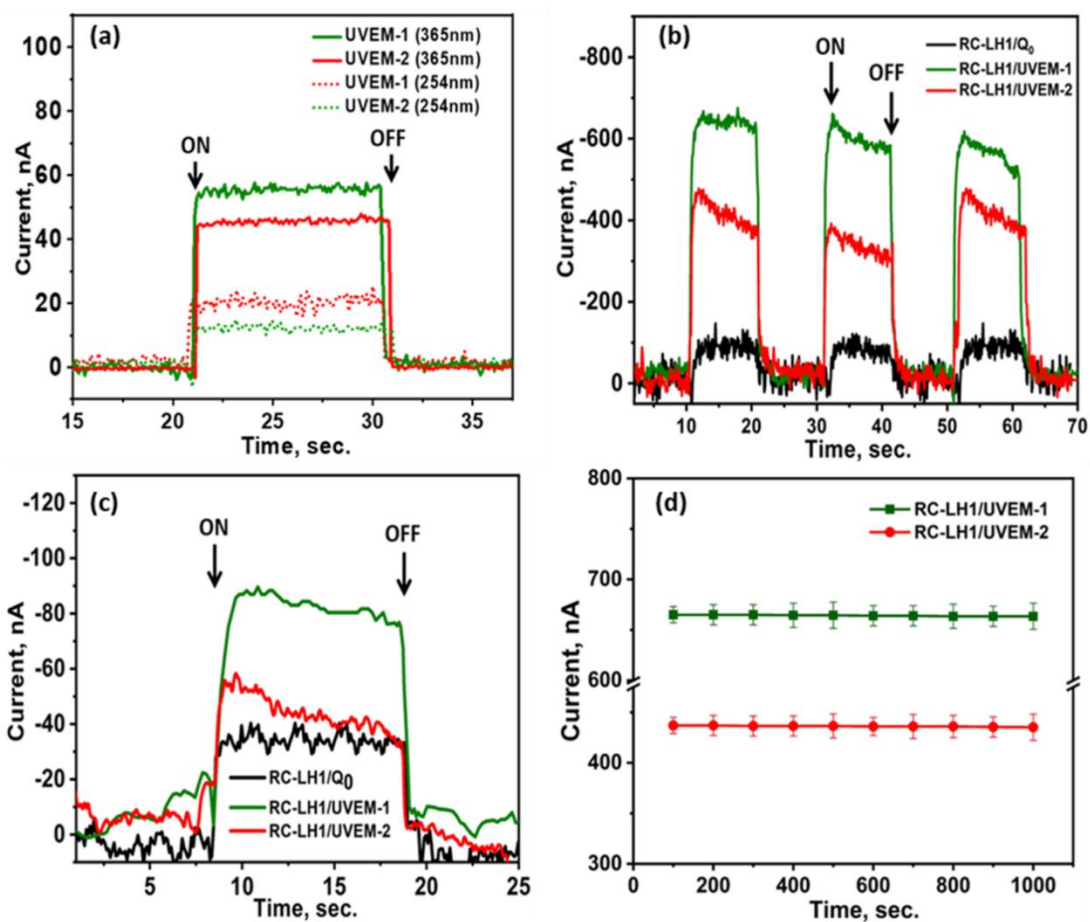 (a)
UVEM-1 (365nm)
UVEM-2 (365nm)
UVEM-1 (254nm)
UVEM-2 (254nm)
ON
OFF
100
80
60
40
20
0
Current, nA
15
20
25
30
35
Time, sec.
(b)
ON
OFF
RC-LH1/Q0
RC-LH1/UVEM-1
RC-LH1/UVEM-2
-800
-600
-400
-200
0
Current, nA
10
20
30
40
50
60
70
Time, sec.
(c)
ON
OFF
RC-LH1/Q0
RC-LH1/UVEM-1
RC-LH1/UVEM-2
-120
-100
-80
-60
-40
-20
0
Current, nA
5
10
15
20
25
Time, sec.
(d)
RC-LH1/UVEM-1
RC-LH1/UVEM-2
800
700
600
400
300
Current, nA
0
200
400
600
800
1000
Time, sec.